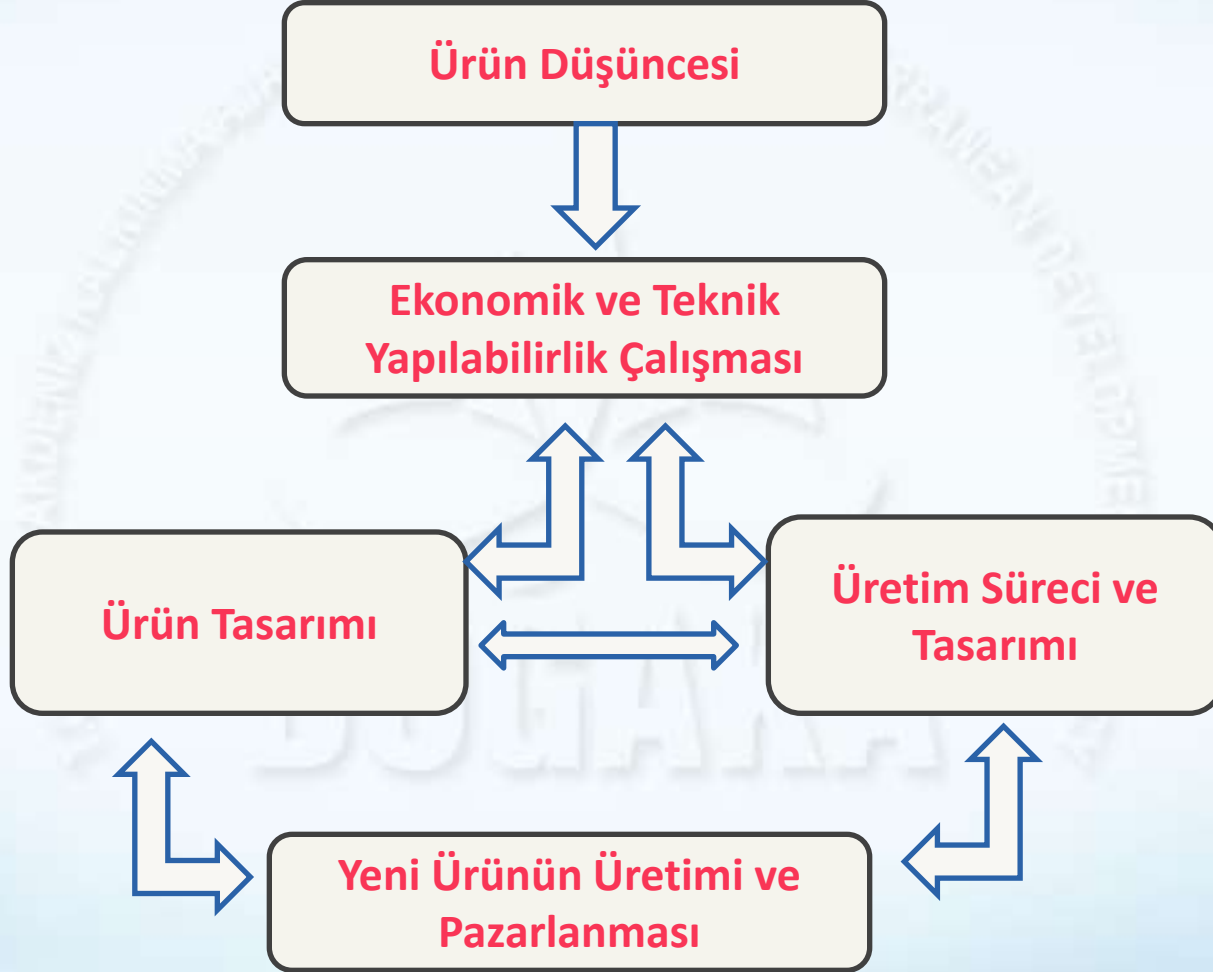 Ürün Düşüncesi
Ekonomik ve Teknik
Yapılabilirlik Çalışması
Ürün Tasarımı
Üretim Süreci ve
Tasarımı
Yeni Ürünün Üretimi ve
Pazarlanması